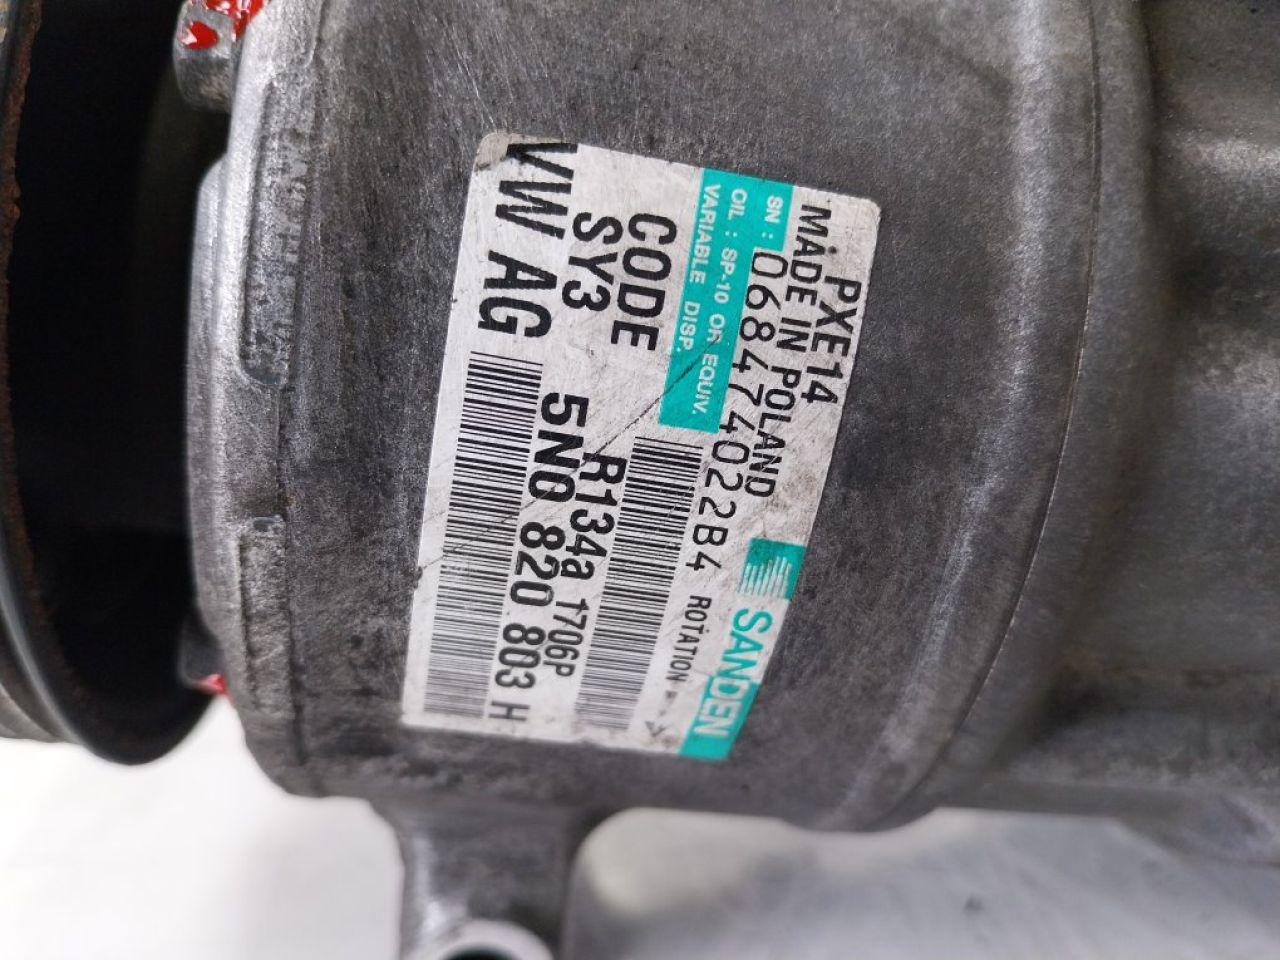 PXE14
MADE IN POLAND
SANDEN
SN: 068474022B4
ROTATION
OIL : SP-10 OR EQUIV.
VARIABLE DISP.
CODE
SY3
R134a
1706P
VW AG
5N0 820 803 H